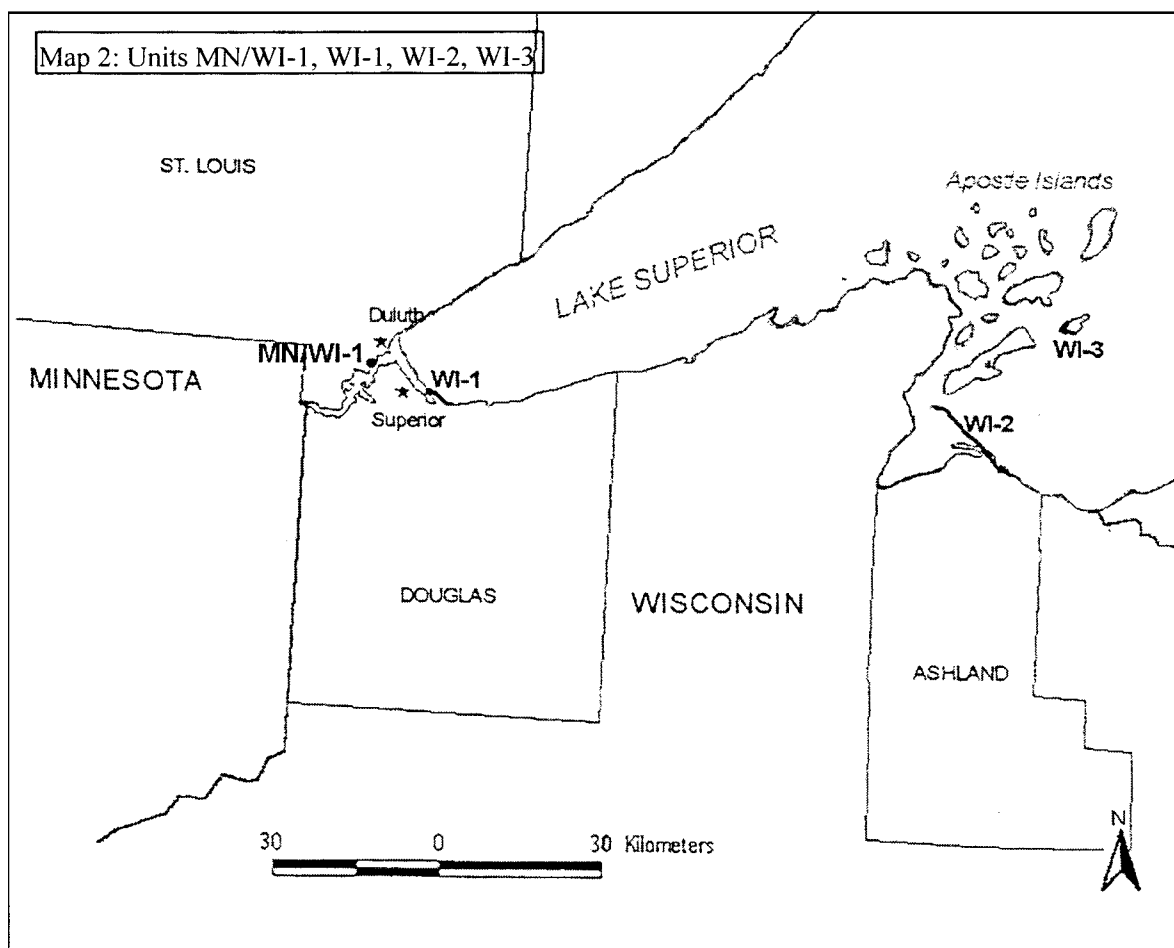 Map 2: Units MN/WI-1, WI-1, WI-2, WI-3
ST. LOUIS
Apostle Islands
LAKE SUPERIOR
Duluth
MN/WI-1
WI-3
MINNESOTA
WI-1
Superior
WI-2
DOUGLAS
WISCONSIN
ASHLAND
N
30 0 30 Kilometers